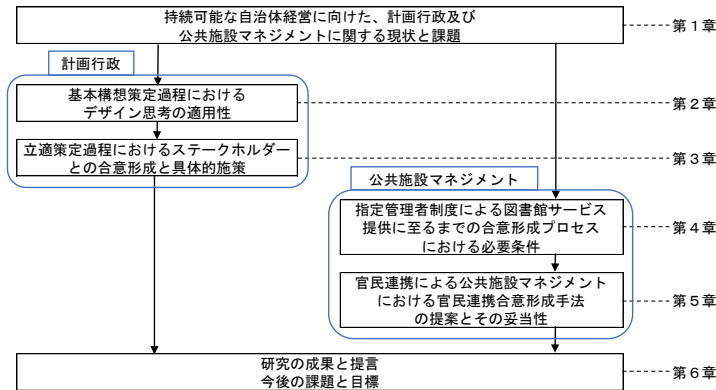 持続可能な自治体経営に向けた、計画行政及び
公共施設マネジメントに関する現状と課題
第１章
計画行政
基本構想策定過程における
デザイン思考の適用性
第２章
立適策定過程におけるステークホルダー
との合意形成と具体的施策
第３章
公共施設マネジメント
指定管理者制度による図書館サービス
提供に至るまでの合意形成プロセス
における必要条件
第４章
官民連携による公共施設マネジメント
における官民連携合意形成手法
の提案とその妥当性
第５章
研究の成果と提言
今後の課題と目標
第６章